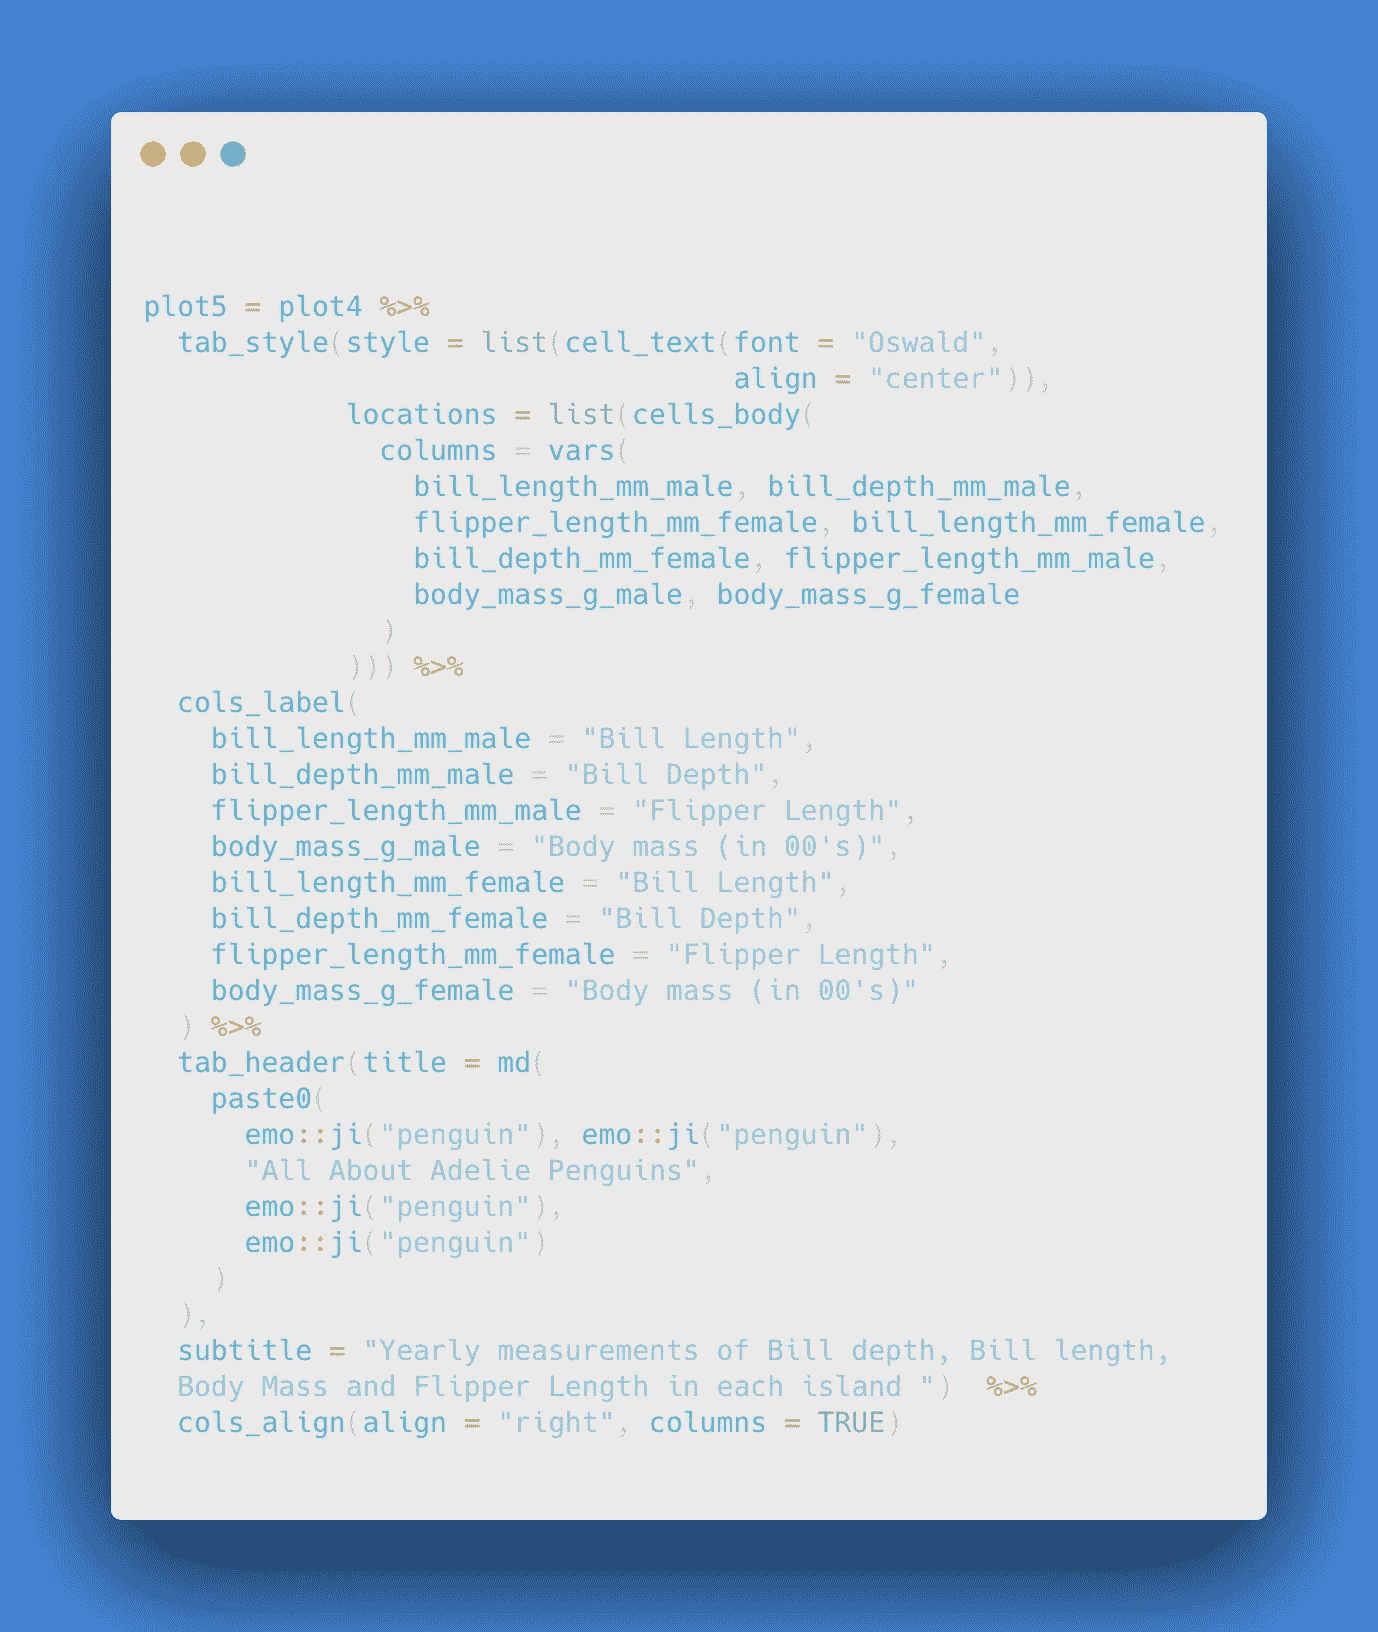 plot5 = plot4 %>%
  tab_style(style = list(cell_text(font = "Oswald",
                                   align = "center")),
            locations = list(cells_body(
              columns = vars(
                bill_length_mm_male, bill_depth_mm_male,
                flipper_length_mm_female, bill_length_mm_female,
                bill_depth_mm_female, flipper_length_mm_male,
                body_mass_g_male, body_mass_g_female
              )
            ))) %>%
  cols_label(
    bill_length_mm_male = "Bill Length",
    bill_depth_mm_male = "Bill Depth",
    flipper_length_mm_male = "Flipper Length",
    body_mass_g_male = "Body mass (in 00's)",
    bill_length_mm_female = "Bill Length",
    bill_depth_mm_female = "Bill Depth",
    flipper_length_mm_female = "Flipper Length",
    body_mass_g_female = "Body mass (in 00's)"
  ) %>%
  tab_header(title = md(
    paste0(
      emo::ji("penguin"), emo::ji("penguin"),
      "All About Adelie Penguins",
      emo::ji("penguin"),
      emo::ji("penguin")
    )
  ),
  subtitle = "Yearly measurements of Bill depth, Bill length,
  Body Mass and Flipper Length in each island ")  %>%
  cols_align(align = "right", columns = TRUE)